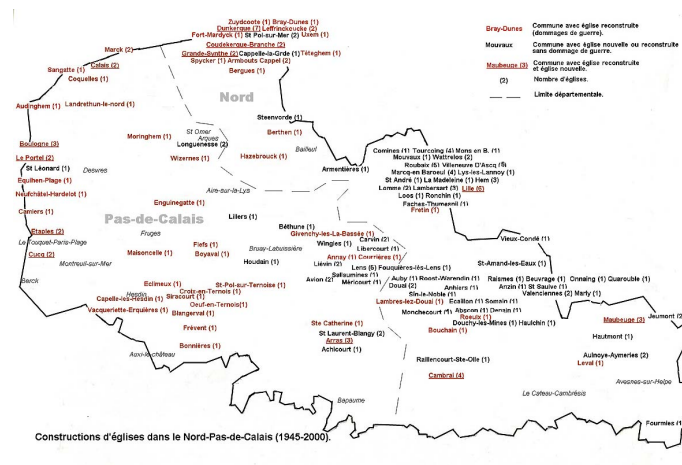 Zuydcoote (1) Bray-Dunes (1)
Dunkerque (7) Leffrinckoucke (2)
Fort-Mardyck (1) St Pol-sur-Mer (2) Uxem (1)
Coudekerque-Branche (2)
Marck (2)
Grande-Synthe (2) Cappelle-la-Grde (1) Téteghem (1)
Spycker (1) Armbouts Cappel (2)
Calais (2)
Sangatte (1)
Bergues (1)
Coquelles (1)
Bray-Dunes
Commune avec église reconstruite
(dommages de guerre).
Mouvaux
Commune avec église nouvelle ou reconstruite
sans dommage de guerre.
Maubeuge (3)
Commune avec église reconstruite
et église nouvelle.
(2)
Nombre d'églises.
Limite départementale.
Nord
Audinghem (1)
Landrethun-le-nord (1)
Steenvorde (1)
St Omer
Berthen (1)
Moringhem (1)
Arques
Longuenesse (2)
Boulogne (3)
Bailleul
Wizernes (1)
Hazebrouck (1)
Le Portel (2)
St Léonard (1)
Desvres
Armentières (1)
Equihen-Plage (1)
Aire-sur-la-Lys
Neufchâtel-Hardelot (1)
Comines (1) Tourcoing (4) Mons en B. (1)
Mouvaux (1) Wattrelos (2)
Roubaix (5) Villeneuve D'Ascq (5)
Marcq-en Baroeul (4) Lys-les-Lannoy (1)
St André (1) La Madeleine (1) Hem (3)
Lomme (2) Lambersart (3) Lille (6)
Loos (1) Ronchin (1)
Faches-Thumesnil (1)
Fretin (1)
Enguinegatte (1)
Camiers (1)
Pas-de-Calais
Lillers (1)
Etaples (2)
Fruges
Béthune (1)
Givenchy-les-La-Bassée (1)
Le Touquet-Paris-Plage
Carvin (2)
Wingles (1)
Libercourt (1)
Vieux-Condé (1)
Cucq (2)
Maisoncelle (1)
Fiefs (1)
Boyaval (1)
Bruay-Labuissière
Annay (1) Courrières (1)
Montreuil-sur-Mer
Houdain (1)
Liévin (2)
Lens (5) Fouquières-lés-Lens (1)
St-Amand-les-Eaux (1)
Berck
Sallaumines (1)
Avion (2)
Méricourt (1)
Auby (1) Roost-Warendin (1)
Douai (2)
Anhiers (1)
Sin-le-Noble (1)
Raismes (1) Beuvrage (1) Onnaing (1) Quarouble (1)
Anzin (1) St Saulve (1)
Valenciennes (2) Marly (1)
Eclimeux (1)
St-Pol-sur-Ternoise (1)
Hesdin
Croix-en-Ternois (1)
Capelle-les-Hesdin (1) Siracourt (1)
Oeuf-en-Ternois (1)
Vacqueriette-Erquières (1)
Blangerval (1)
Lambres-lez-Douai (1) Ecaillon (1) Somain (1)
Monchecourt (1)
Abscon (1) Denain (1)
Roeulx (1)
Douchy-les-Mines (1) Haulchin (1)
Bouchain (1)
Maubeuge (3)
Jeumont (2)
Frévent (1)
Ste Catherine (1)
St Laurent-Blangy (2)
Arras (3)
Achicourt (1)
Hautmont (1)
Bonnières (1)
Auxi-le-château
Raillencourt-Ste-Olle (1)
Aulnoye-Aymeries (2)
Leval (1)
Cambrai (4)
Avesnes-sur-Helpe
Bapaume
Le Cateau-Cambrésis
Fourmies (1
Constructions d'églises dans le Nord-Pas-de-Calais (1945-2000).